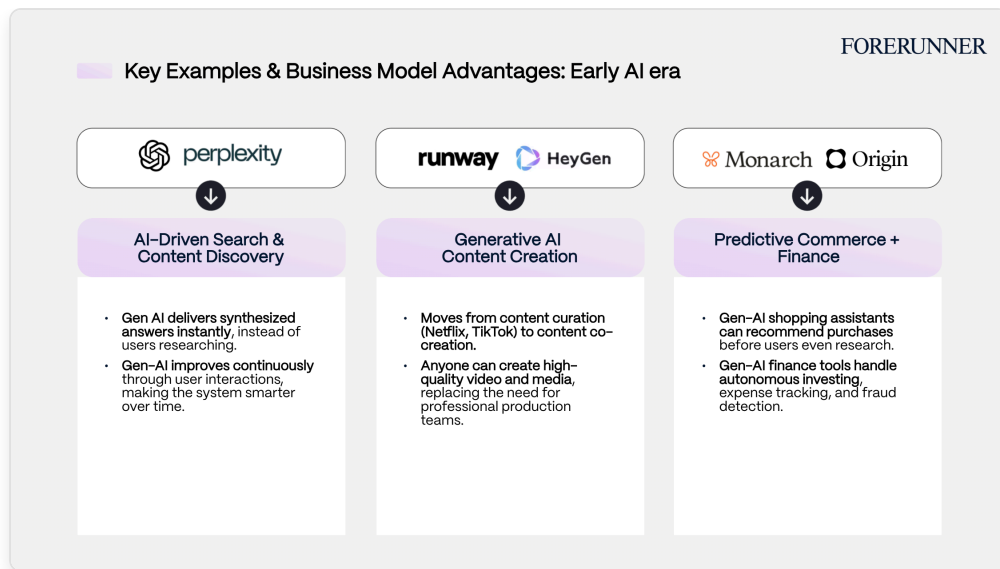 FORERUNNER
Key Examples & Business Model Advantages: Early AI era
perplexity
runway HeyGen
Monarch Origin
AI-Driven Search &
Content Discovery
• Gen AI delivers synthesized
answers instantly, instead of
users researching.
• Gen-AI improves continuously
through user interactions,
making the system smarter
over time.
Generative AI
Content Creation
• Moves from content curation
(Netflix, TikTok) to content co-
creation.
• Anyone can create high-
quality video and media,
replacing the need for
professional production
teams.
Predictive Commerce +
Finance
• Gen-AI shopping assistants
can recommend purchases
before users even research.
• Gen-AI finance tools handle
autonomous investing,
expense tracking, and fraud
detection.